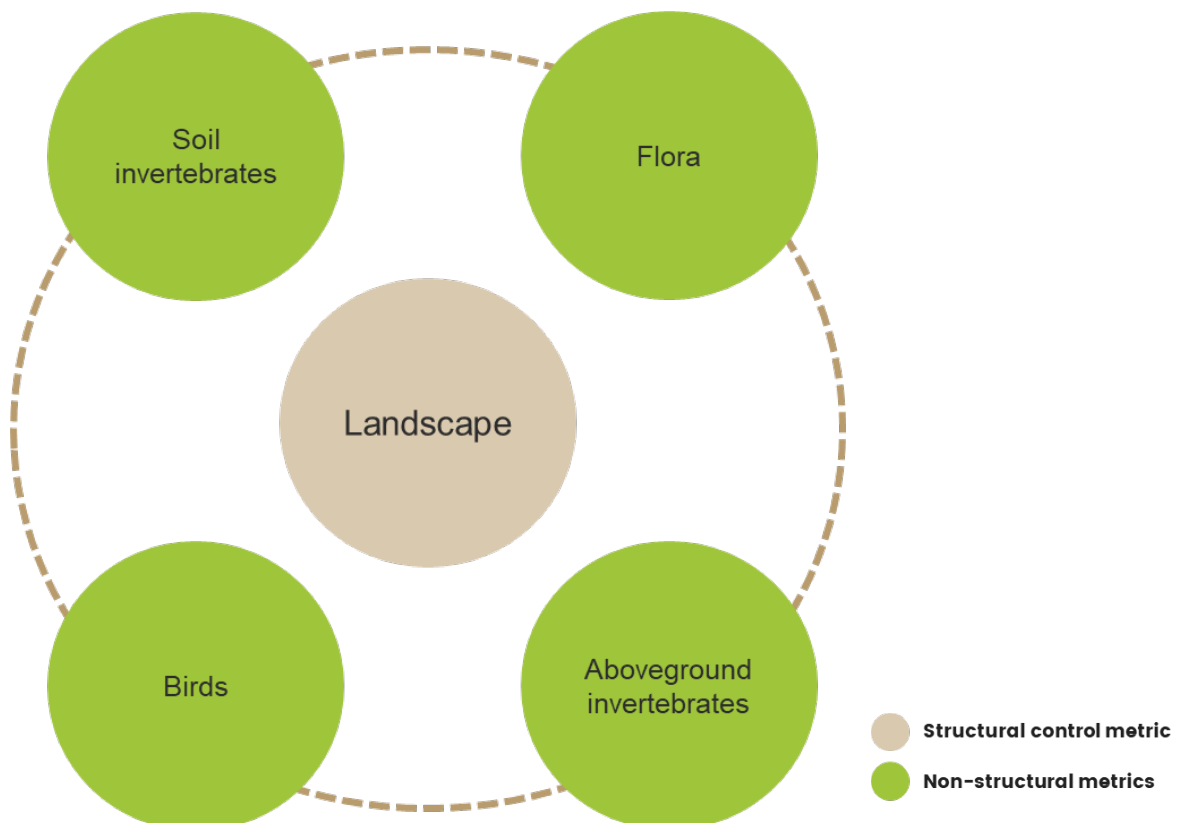 Soil
invertebrates
Flora
Landscape
Birds
Aboveground
invertebrates
Structural control metric
Non-structural metrics